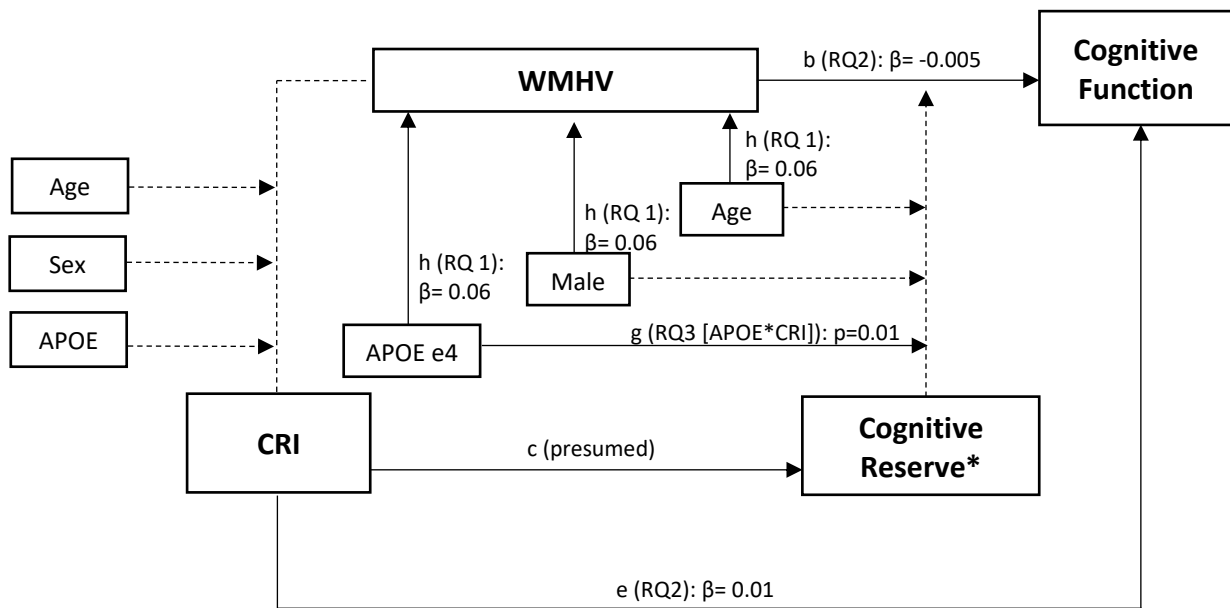 WMHV
b (RQ2): β= -0.005
Cognitive
Function
h (RQ 1):
β= 0.06
Age
Age
h (RQ 1):
β= 0.06
Sex
Male
h (RQ 1):
β= 0.06
APOE
APOE e4
g (RQ3 [APOE*CRI]): p=0.01
CRI
c (presumed)
Cognitive
Reserve*
e (RQ2): β= 0.01